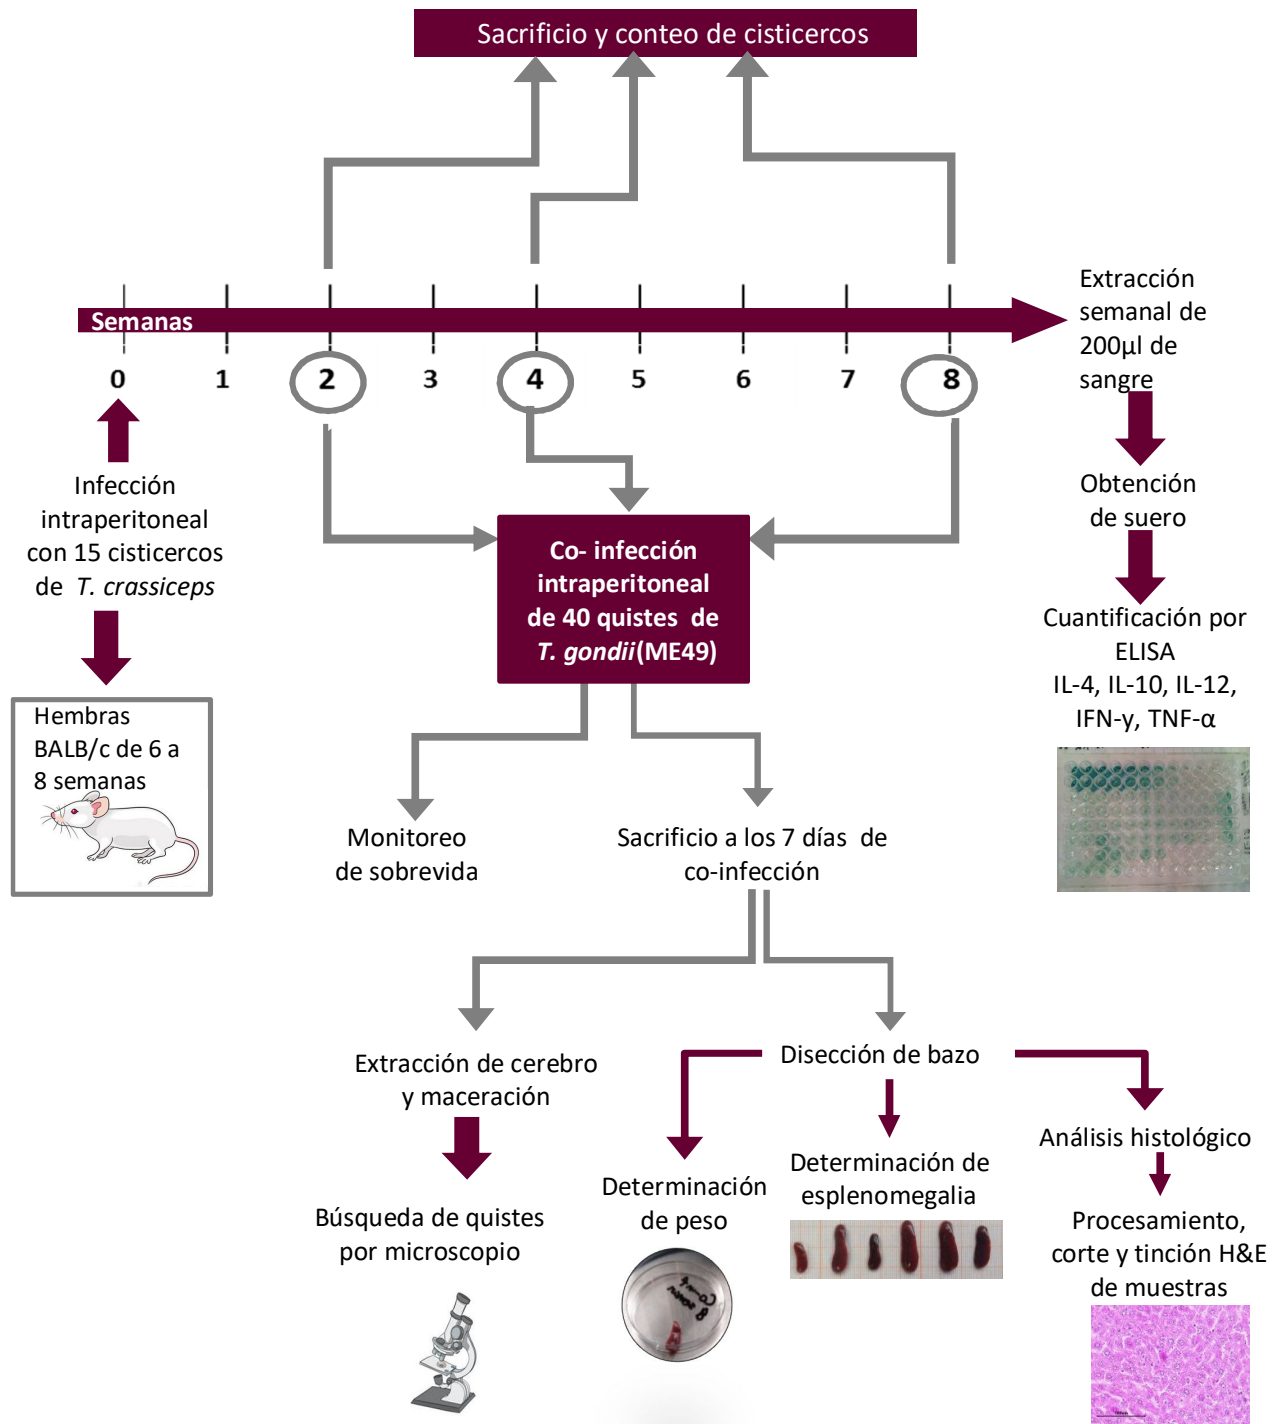 Sacrificio y conteo de cisticercos
Semanas
0 1 2 3 4 5 6 7 8
Extracción
semanal de
200µl de
sangre
Obtención
de suero
Cuantificación por
ELISA
IL-4, IL-10, IL-12,
IFN-γ, TNF-α
Infección
intraperitoneal
con 15 cisticercos
de T. crassiceps
Hembras
BALB/c de 6 a
8 semanas
Co- infección
intraperitoneal
de 40 quistes de
T. gondii(ME49)
Monitoreo
de sobrevida
Sacrificio a los 7 días de
co-infección
Extracción de cerebro
y maceración
Búsqueda de quistes
por microscopio
Disección de bazo
Determinación
de peso
Determinación de
esplenomegalia
Análisis histológico
Procesamiento,
corte y tinción H&E
de muestras